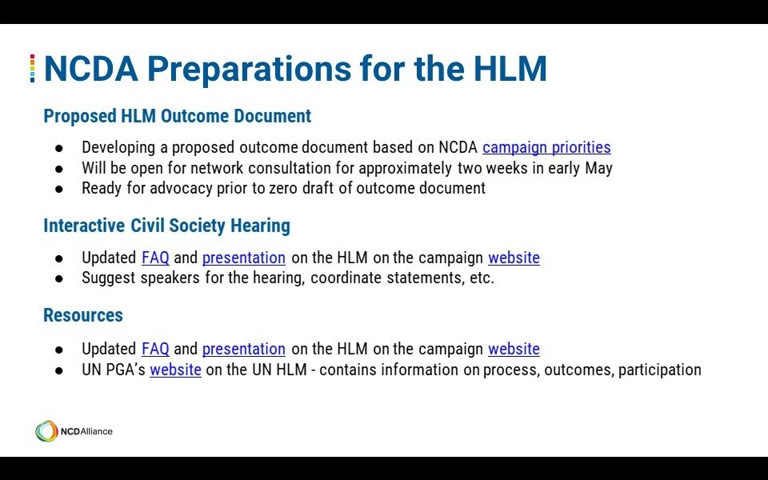 NCDA Preparations for the HLM
Proposed HLM Outcome Document
● Developing a proposed outcome document based on NCDA campaign priorities
● Will be open for network consultation for approximately two weeks in early May
● Ready for advocacy prior to zero draft of outcome document
Interactive Civil Society Hearing
● Updated FAQ and presentation on the HLM on the campaign website
● Suggest speakers for the hearing, coordinate statements, etc.
Resources
● Updated FAQ and presentation on the HLM on the campaign website
● UN PGA's website on the UN HLM - contains information on process, outcomes, participation
NCDAlliance